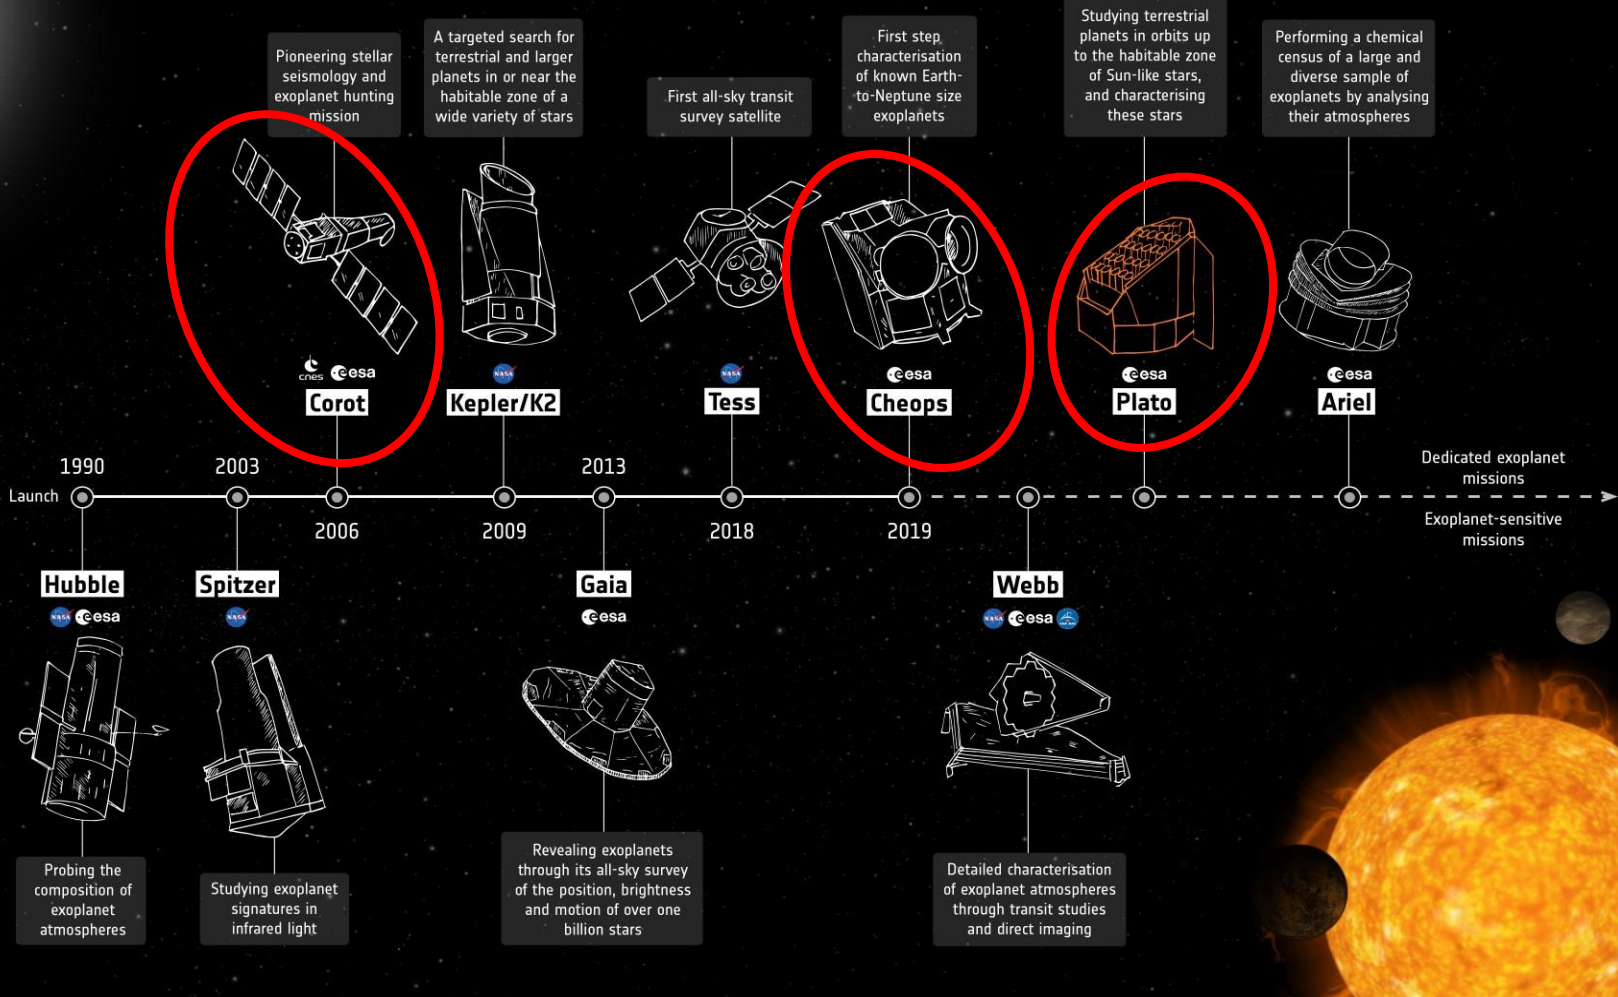 Pioneering stellar
seismology and
exoplanet hunting
mission
A targeted search for
terrestrial and larger
planets in or near the
habitable zone of a
wide variety of stars
First all-sky transit
survey satellite
First step
characterisation
of known Earth-
to-Neptune size
exoplanets
Studying terrestrial
planets in orbits up
to the habitable zone
of Sun-like stars,
and characterising
these stars
Performing a chemical
census of a large and
diverse sample of
exoplanets by analysing
their atmospheres
cnes esa
Corot
NASA
Kepler/K2
NASA
Tess
esa
Cheops
esa
Plato
esa
Ariel
1990
2003
2013
Dedicated exoplanet
missions
Launch
2006
2009
2018
2019
Exoplanet-sensitive
missions
Hubble
NASA esa
Spitzer
NASA
Gaia
esa
Webb
NASA esa
Probing the
composition of
exoplanet
atmospheres
Studying exoplanet
signatures in
infrared light
Revealing exoplanets
through its all-sky survey
of the position, brightness
and motion of over one
billion stars
Detailed characterisation
of exoplanet atmospheres
through transit studies
and direct imaging